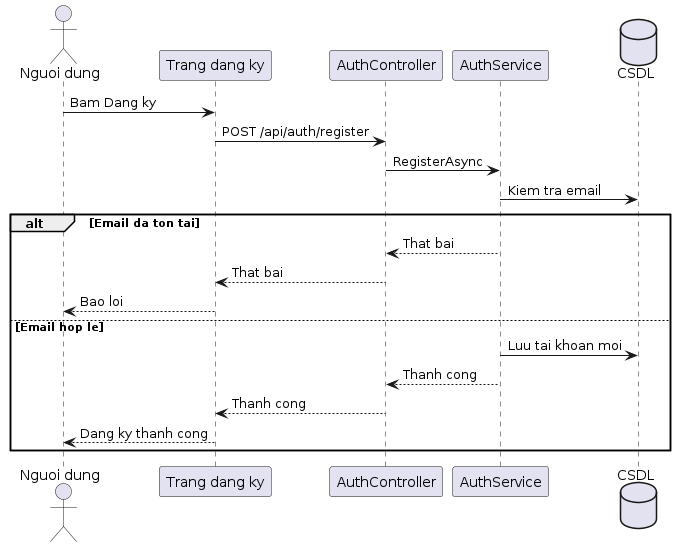 Nguoi dung
Trang dang ky
AuthController
AuthService
CSDL
Bam Dang ky
POST /api/auth/register
RegisterAsync
Kiem tra email
alt [Email da ton tai]
That bai
That bai
Bao loi
[Email hop le]
Luu tai khoan moi
Thanh cong
Thanh cong
Dang ky thanh cong
Nguoi dung
Trang dang ky
AuthController
AuthService
CSDL